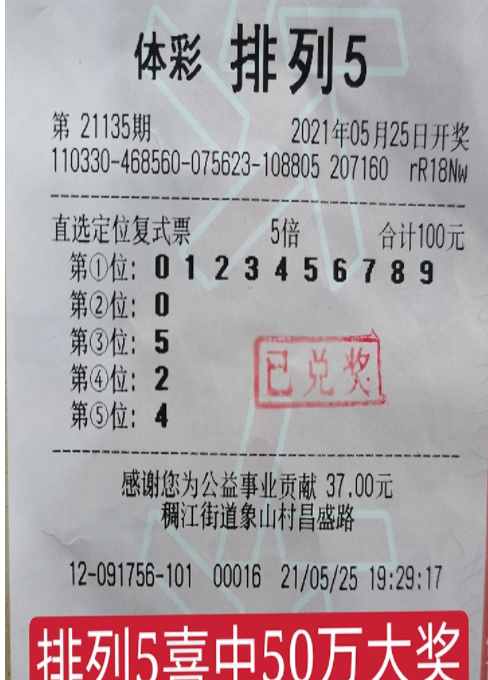 体彩 排列5
第 21135期 2021年05月25日开奖
110330-468560-075623-108805 207160 rR18Nw
直选定位复式票 5倍 合计100元
第①位: 0 1 2 3 4 5 6 7 8 9
第②位: 0
第③位: 5
第④位: 2
第⑤位: 4
已兑奖
感谢您为公益事业贡献 37.00元
稠江街道象山村昌盛路
12-091756-101 00016 21/05/25 19:29:17
排列5喜中50万大奖